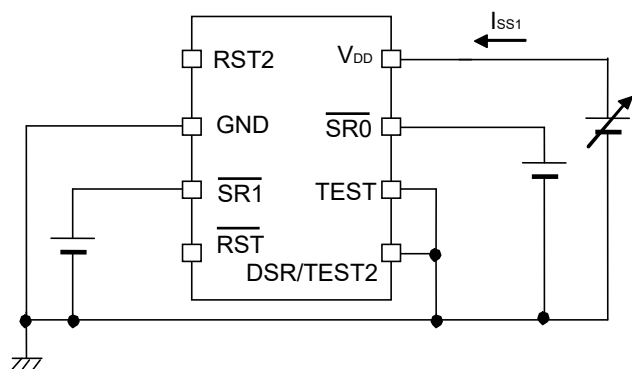 ISS1
RST2
VDD
GND
SR0
SR1
TEST
RST
DSR/TEST2